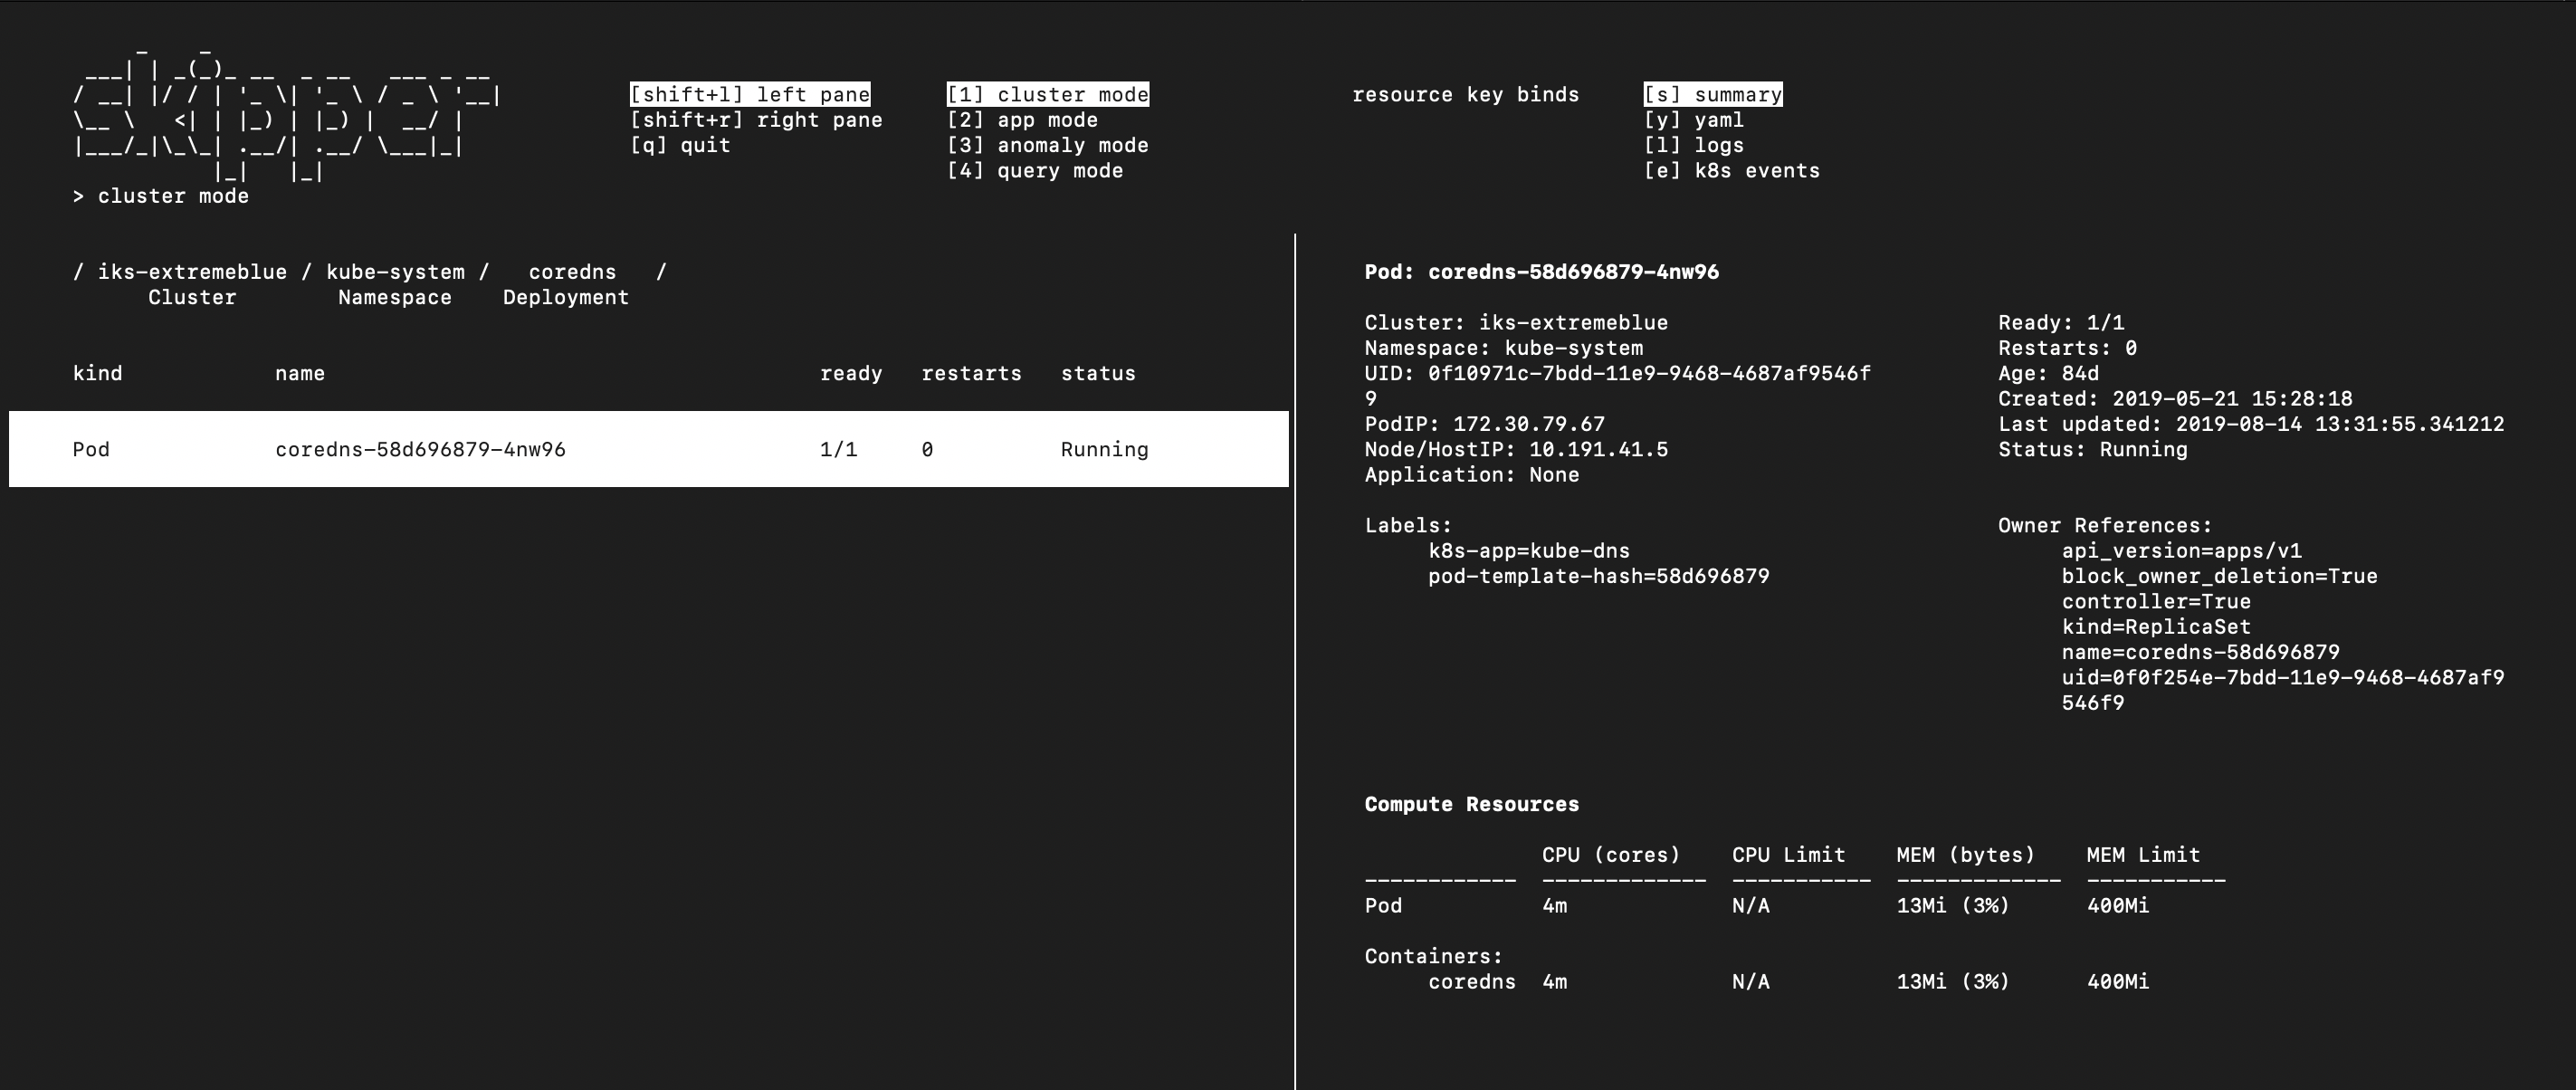 skipper
[shift+l] left pane
[shift+r] right pane
[q] quit
[1] cluster mode
[2] app mode
[3] anomaly mode
[4] query mode
resource key binds
[s] summary
[y] yaml
[l] logs
[e] k8s events
> cluster mode
/ iks-extremeblue / kube-system / coredns /
Cluster Namespace Deployment
kind name ready restarts status
Pod coredns-58d696879-4nw96 1/1 0 Running
Pod: coredns-58d696879-4nw96
Cluster: iks-extremeblue
Namespace: kube-system
UID: 0f10971c-7bdd-11e9-9468-4687af9546f
9
PodIP: 172.30.79.67
Node/HostIP: 10.191.41.5
Application: None
Ready: 1/1
Restarts: 0
Age: 84d
Created: 2019-05-21 15:28:18
Last updated: 2019-08-14 13:31:55.341212
Status: Running
Labels:
k8s-app=kube-dns
pod-template-hash=58d696879
Owner References:
api_version=apps/v1
block_owner_deletion=True
controller=True
kind=ReplicaSet
name=coredns-58d696879
uid=0f0f254e-7bdd-11e9-9468-4687af9
546f9
Compute Resources
CPU (cores) CPU Limit MEM (bytes) MEM Limit
Pod 4m N/A 13Mi (3%) 400Mi
Containers:
coredns 4m N/A 13Mi (3%) 400Mi